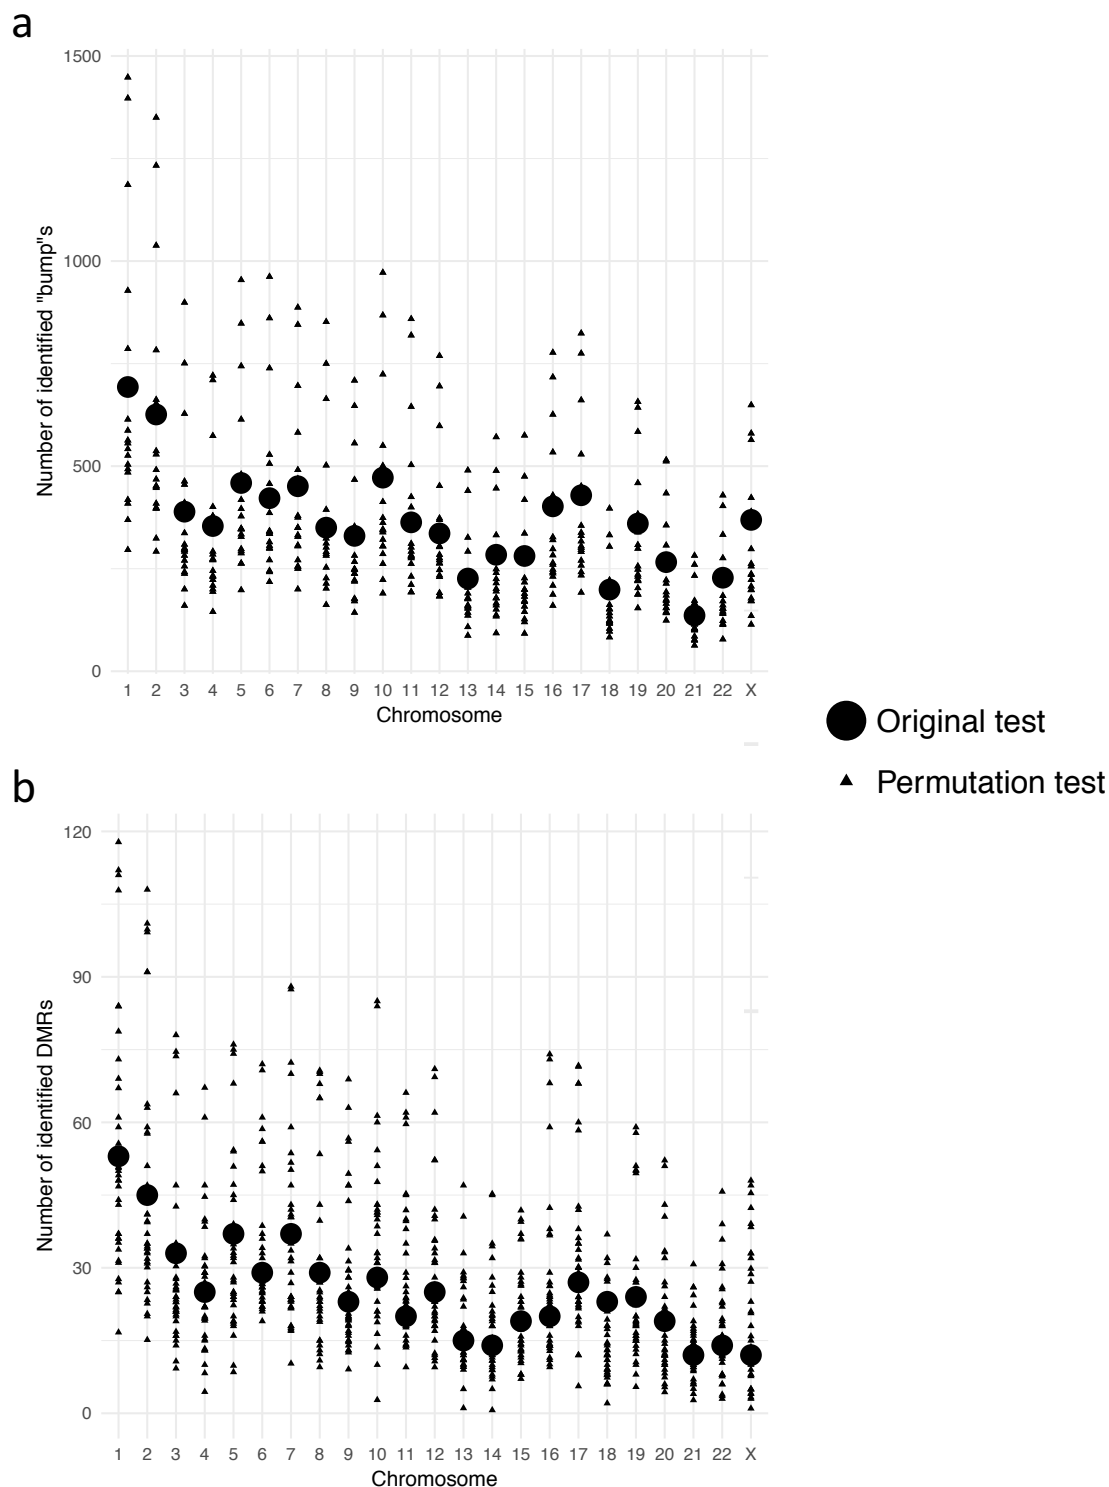 a
1500
1000
500
0
Number of identified "bump"s
1 2 3 4 5 6 7 8 9 10 11 12 13 14 15 16 17 18 19 20 21 22 X
Chromosome
Original test
Permutation test
b
120
90
60
30
0
Number of identified DMRs
1 2 3 4 5 6 7 8 9 10 11 12 13 14 15 16 17 18 19 20 21 22 X
Chromosome